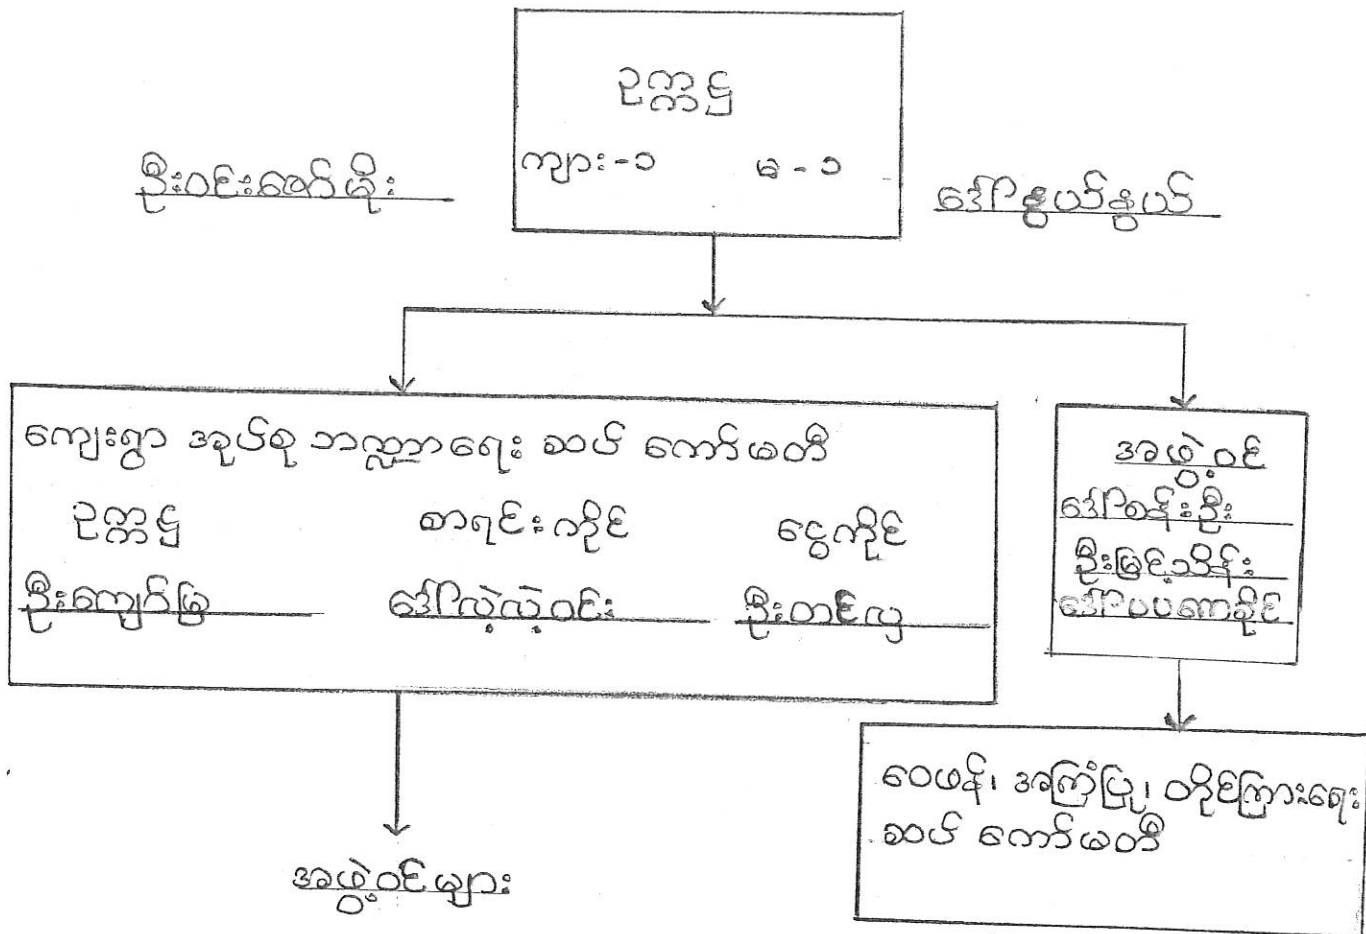 ဥက္ကဋ္ဌ
ကျား-၁ မ-၁
ဦးဝင်းဇော်မိုး
ဒေါ်နွယ်နွယ်
ကျေးရွာ အုပ်စု ဘဏ္ဍာရေး ဆပ် ကော်မတီ
ဥက္ကဋ္ဌ စာရင်းကိုင် ငွေကိုင်
ဦးကျော်မြ ဒေါ်လဲ့လဲ့ဝင်း ဦးတင်လှ
အဖွဲ့ဝင်
ဒေါ်စန်းဦး
ဦးမြင့်သိန်း
ဒေါ်ပပခိုင်
ဝေဖန်၊ အကြံပြု၊ တိုင်ကြားရေး
ဆပ် ကော်မတီ
အဖွဲ့ဝင်များ